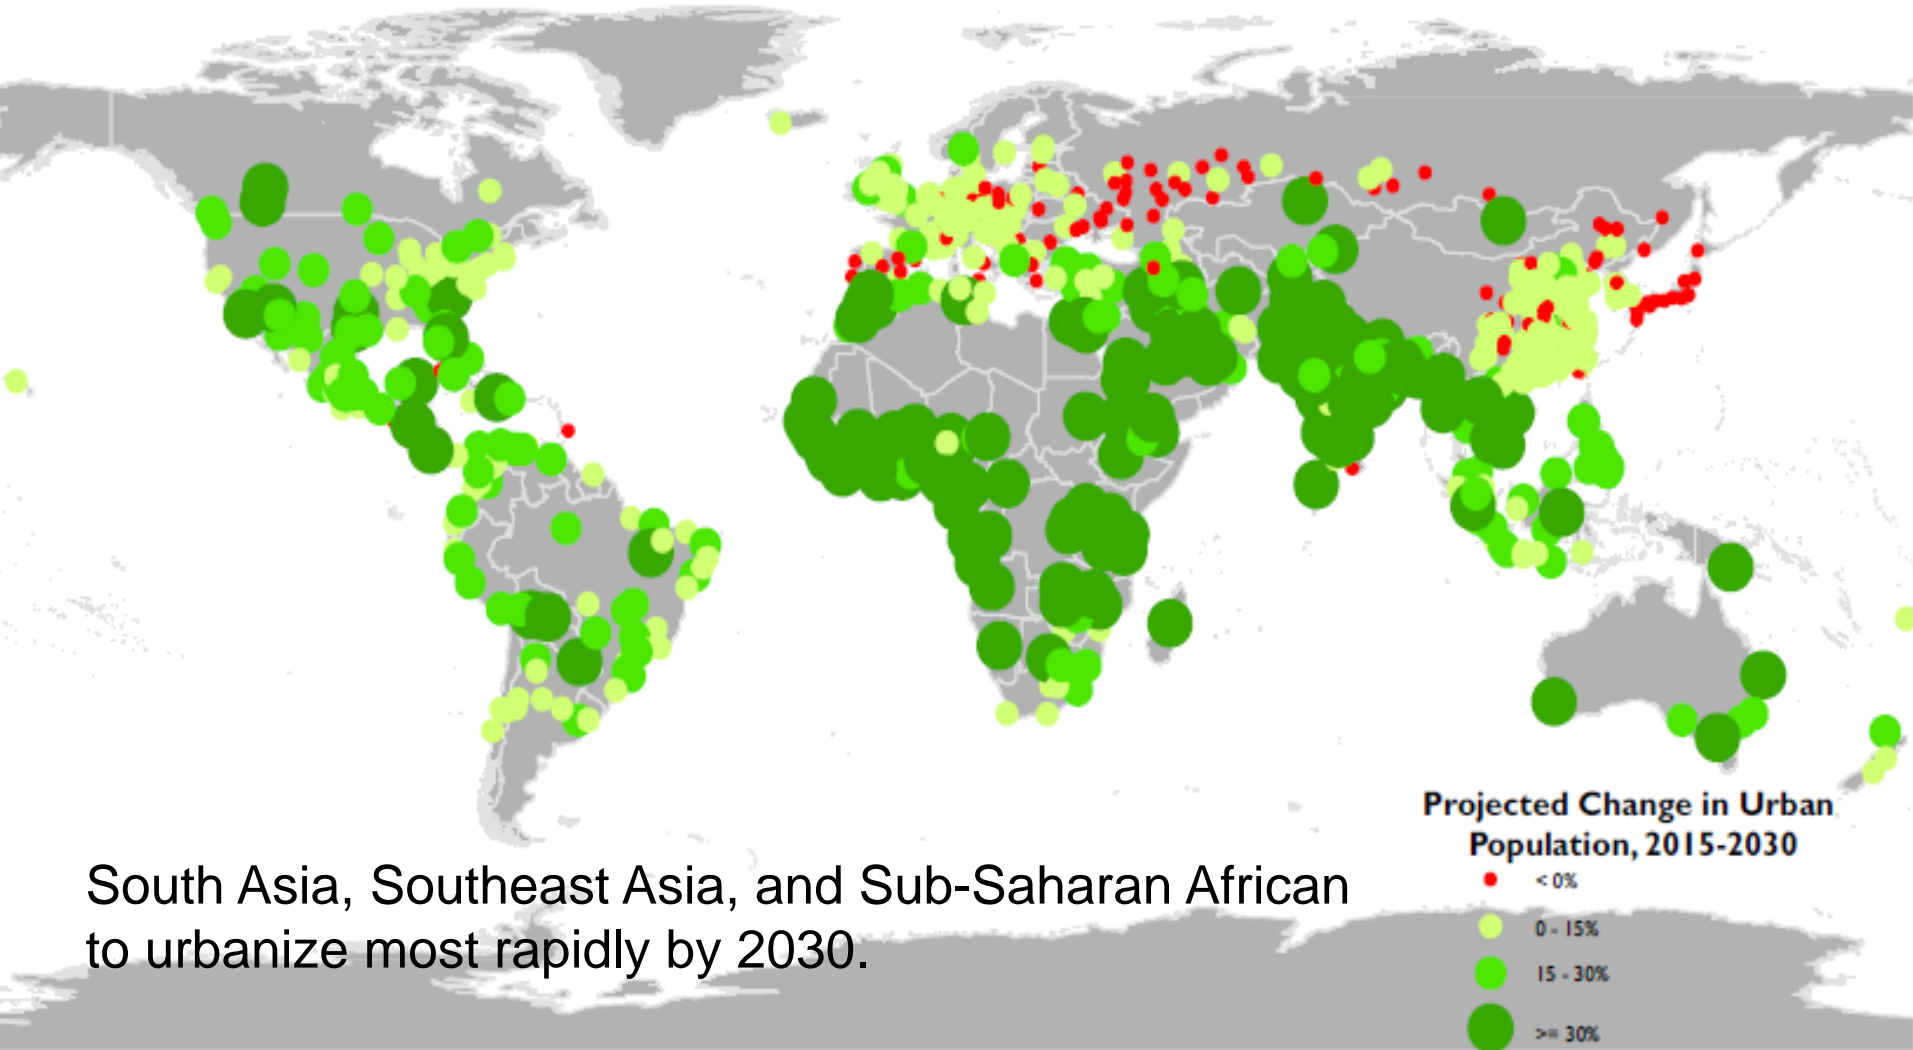 South Asia, Southeast Asia, and Sub-Saharan African
to urbanize most rapidly by 2030.
Projected Change in Urban
Population, 2015-2030
< 0%
0 - 15%
15 - 30%
>= 30%